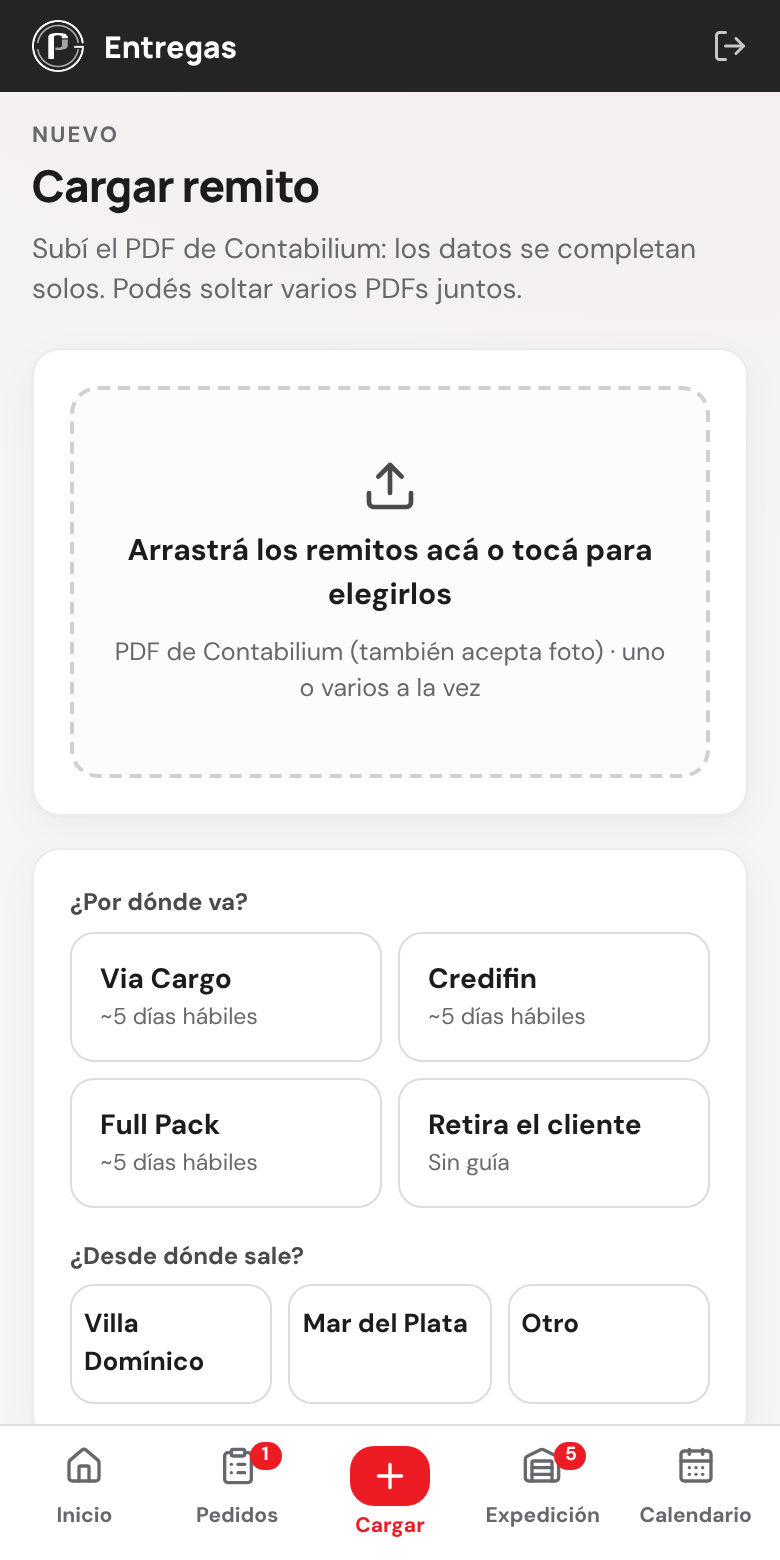 Entregas
NUEVO
Cargar remito
Subí el PDF de Contabilium: los datos se completan
solos. Podés soltar varios PDFs juntos.
Arrastrá los remitos acá o tocá para
elegirlos
PDF de Contabilium (también acepta foto) · uno
o varios a la vez
¿Por dónde va?
Via Cargo
~5 días hábiles
Credifin
~5 días hábiles
Full Pack
~5 días hábiles
Retira el cliente
Sin guía
¿Desde dónde sale?
Villa
Domínico
Mar del Plata
Otro
Inicio
1
Pedidos
Cargar
5
Expedición
Calendario